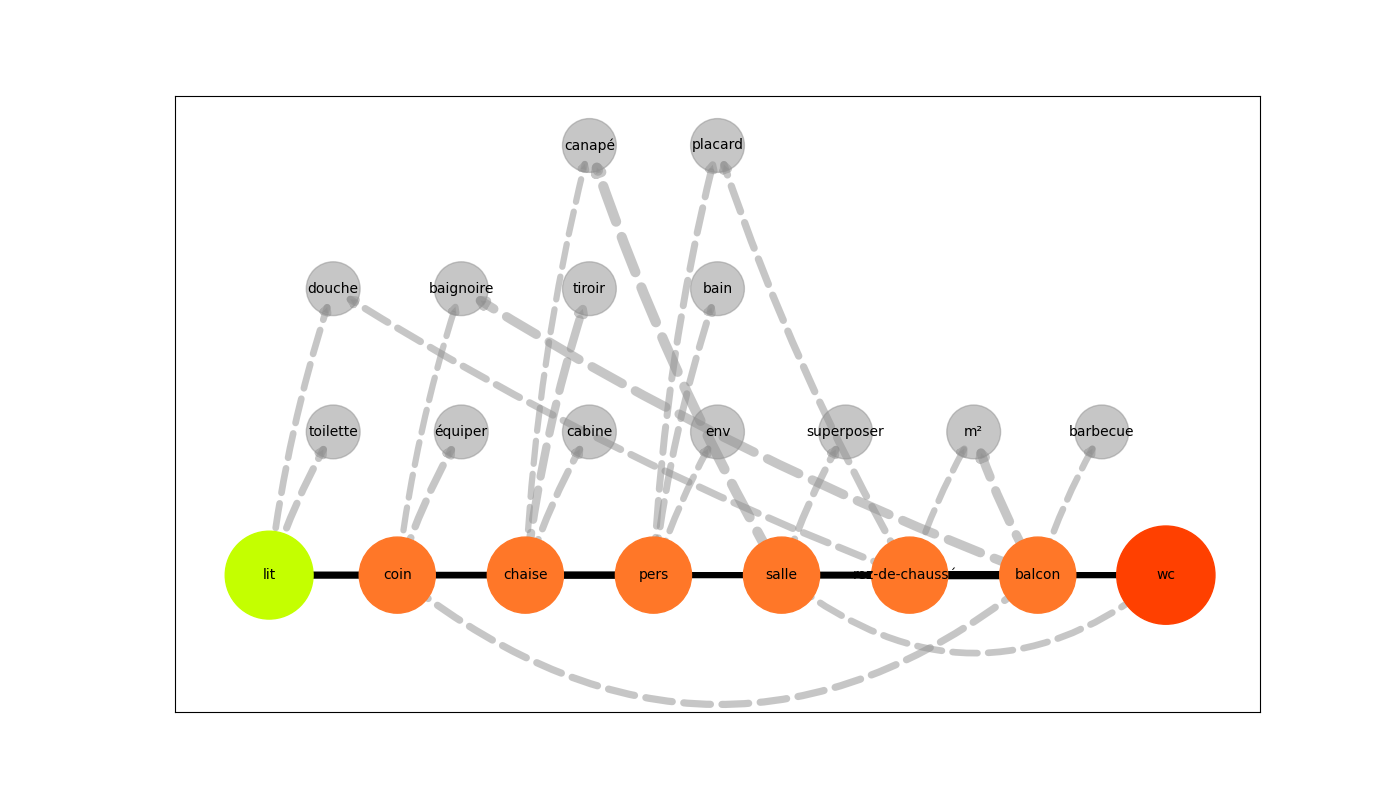 canapé placard
douche baignoire tiroir bain
toilette équiper cabine env superposer m² barbecue
lit coin chaise pers salle rez-de-chaussé balcon wc